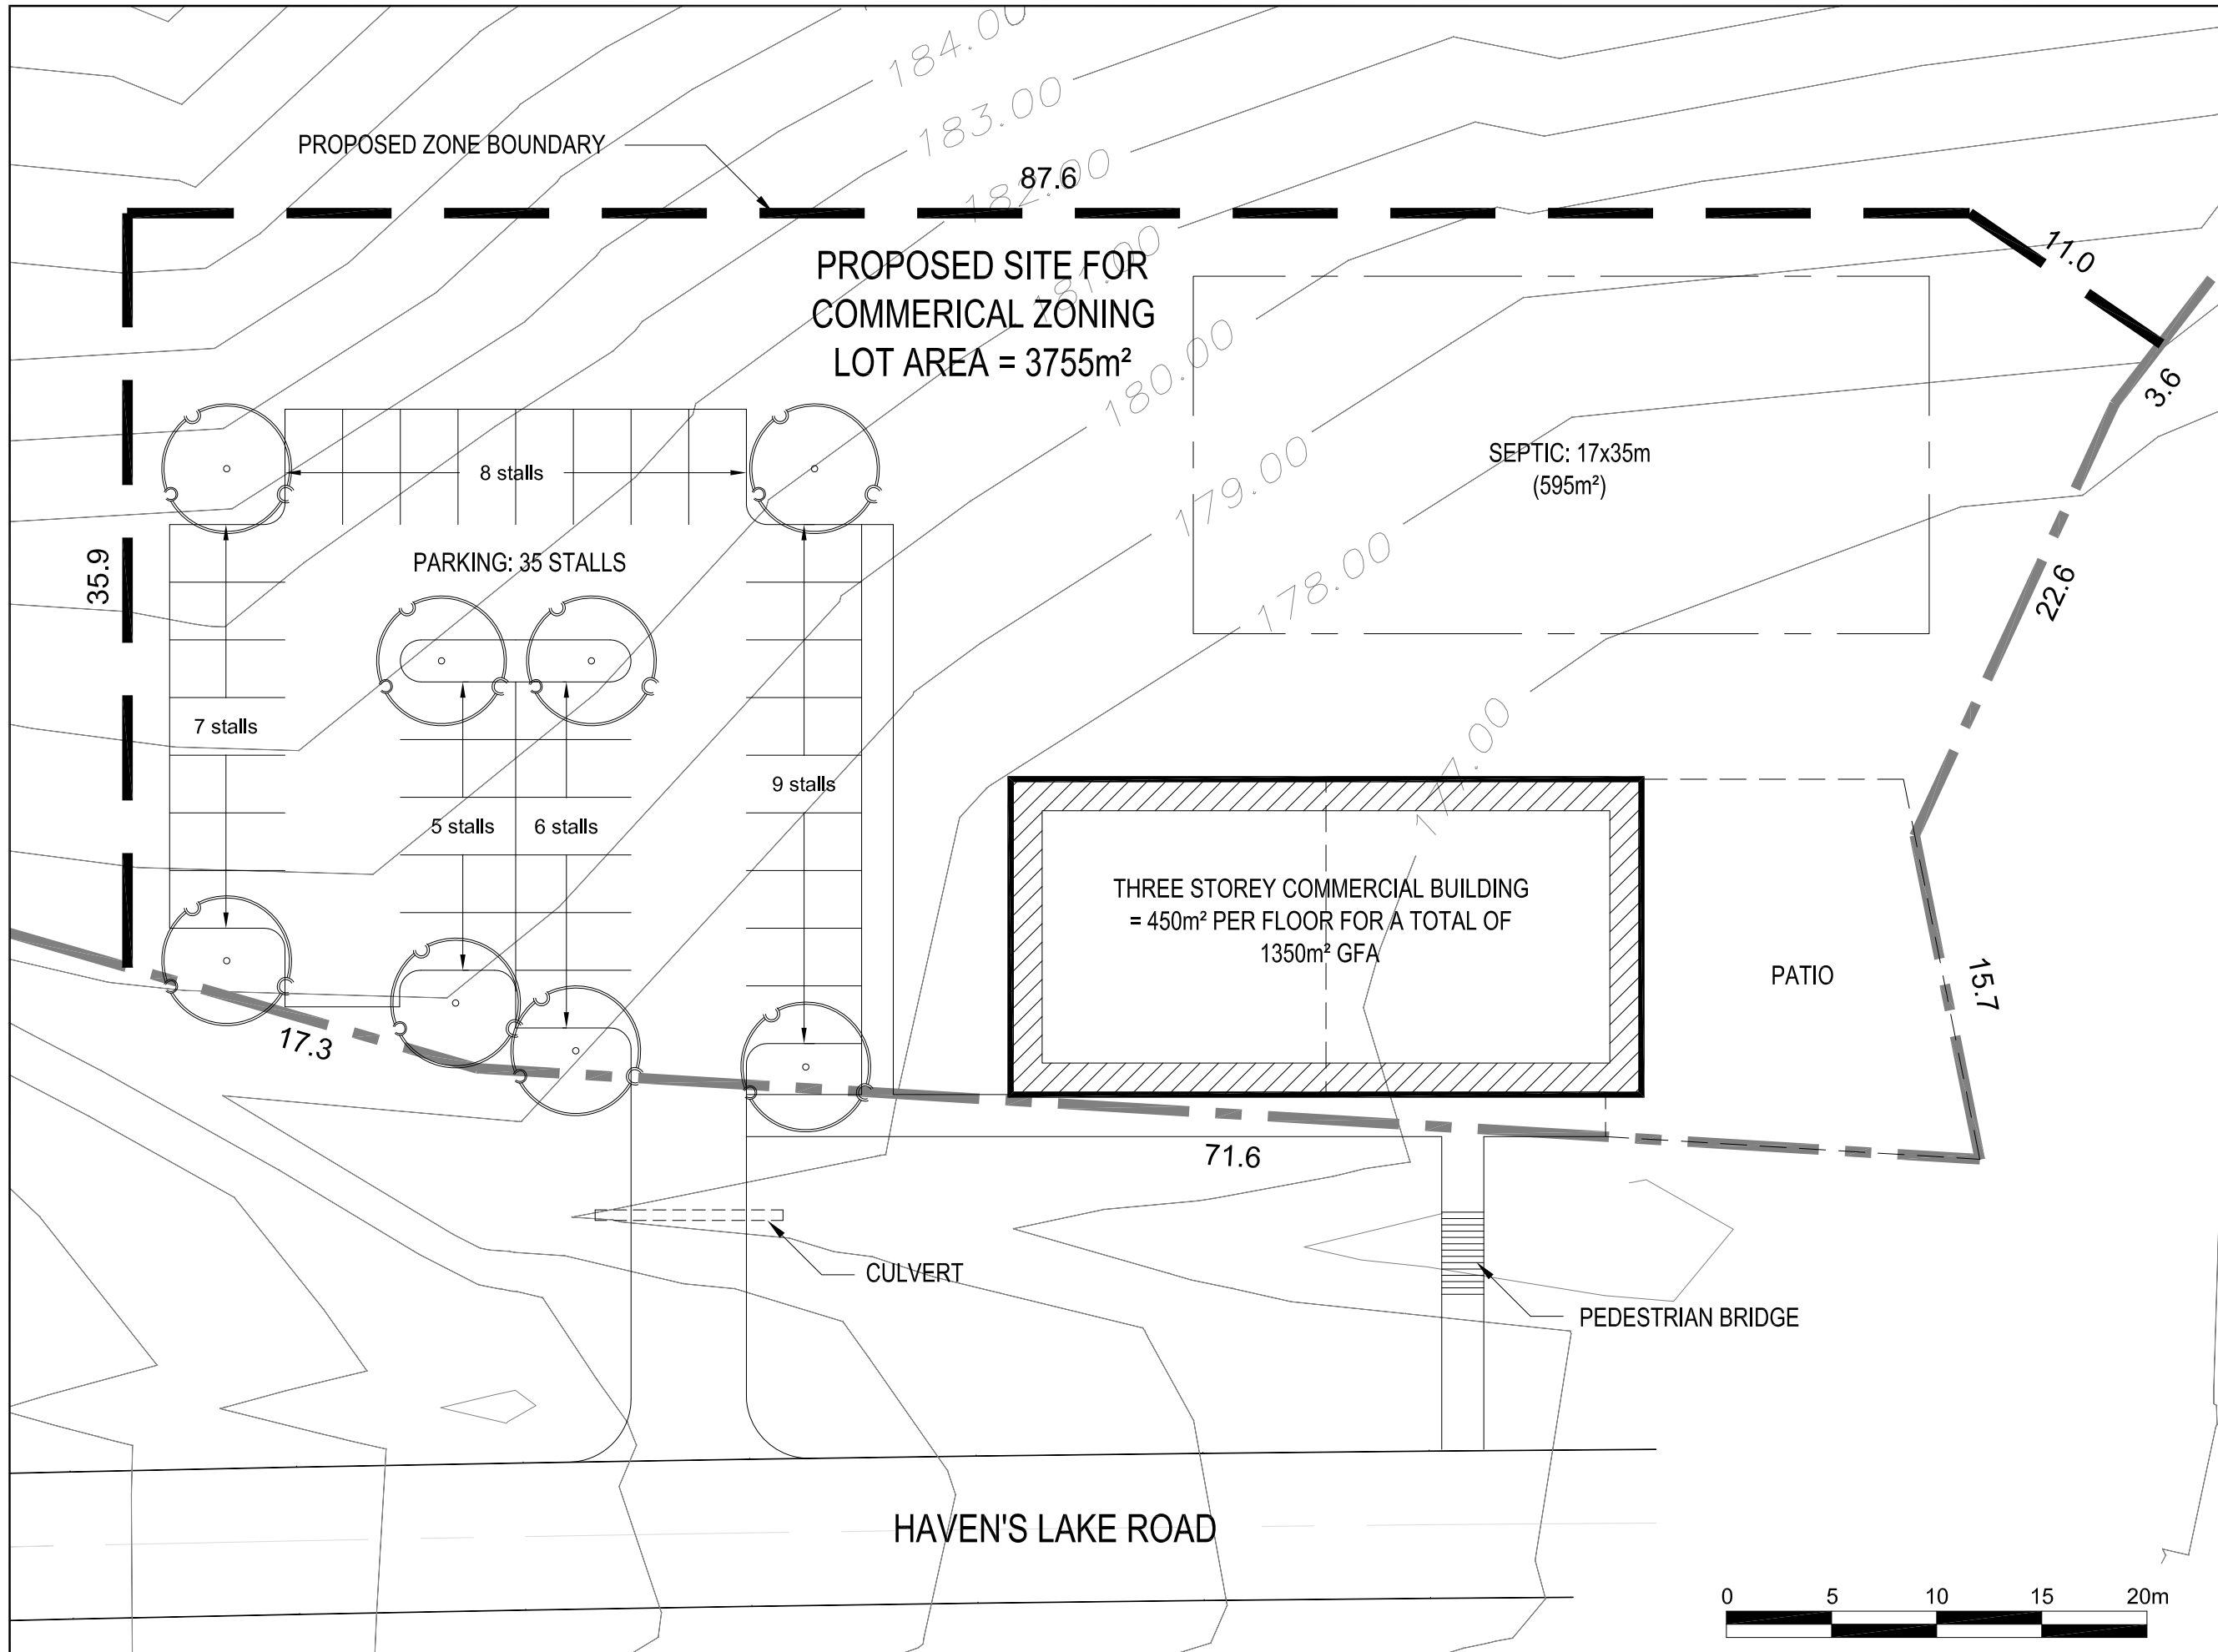 184.00
183.00
PROPOSED ZONE BOUNDARY
87.6
182.00
11.0
PROPOSED SITE FOR
COMMERICAL ZONING
LOT AREA = 3755m²
181.00
180.00
3.6
8 stalls
SEPTIC: 17x35m
(595m²)
179.00
35.9
PARKING: 35 STALLS
178.00
22.6
7 stalls
177.00
9 stalls
5 stalls
6 stalls
THREE STOREY COMMERCIAL BUILDING
= 450m² PER FLOOR FOR A TOTAL OF
1350m² GFA
PATIO
15.7
17.3
71.6
CULVERT
PEDESTRIAN BRIDGE
HAVEN'S LAKE ROAD
0 5 10 15 20m